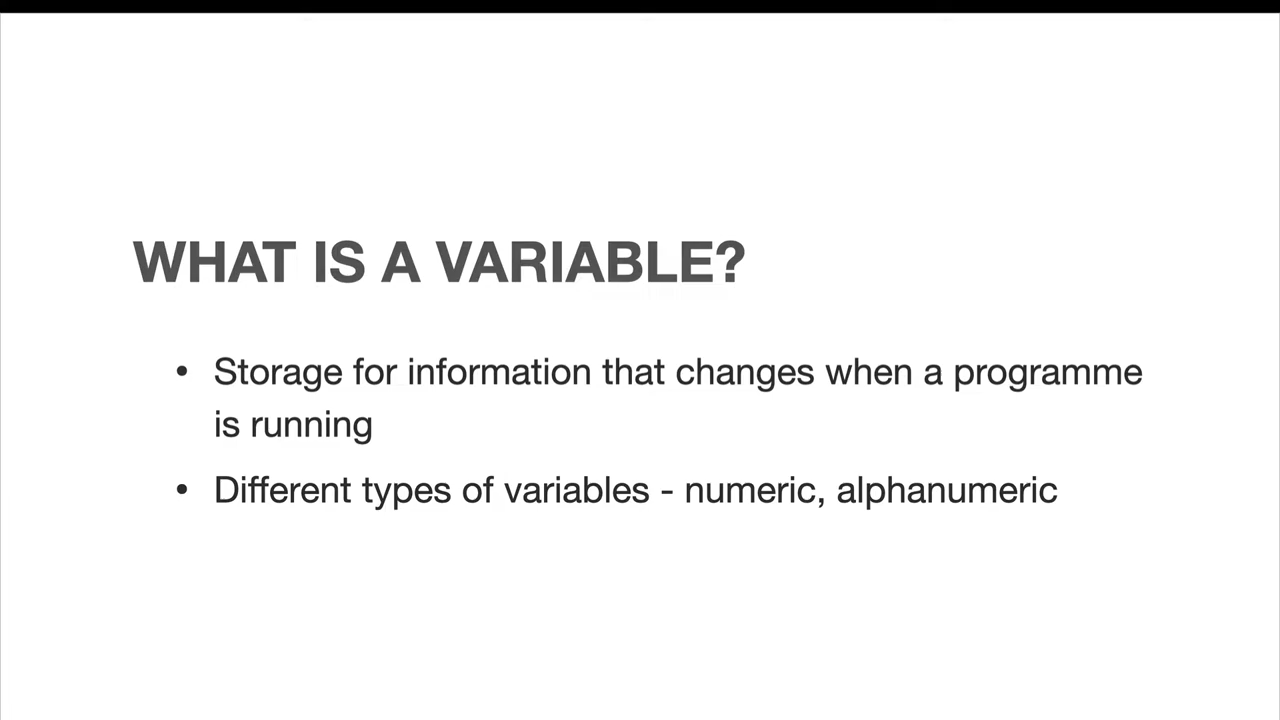 WHAT IS A VARIABLE?
• Storage for information that changes when a programme
is running
• Different types of variables - numeric, alphanumeric